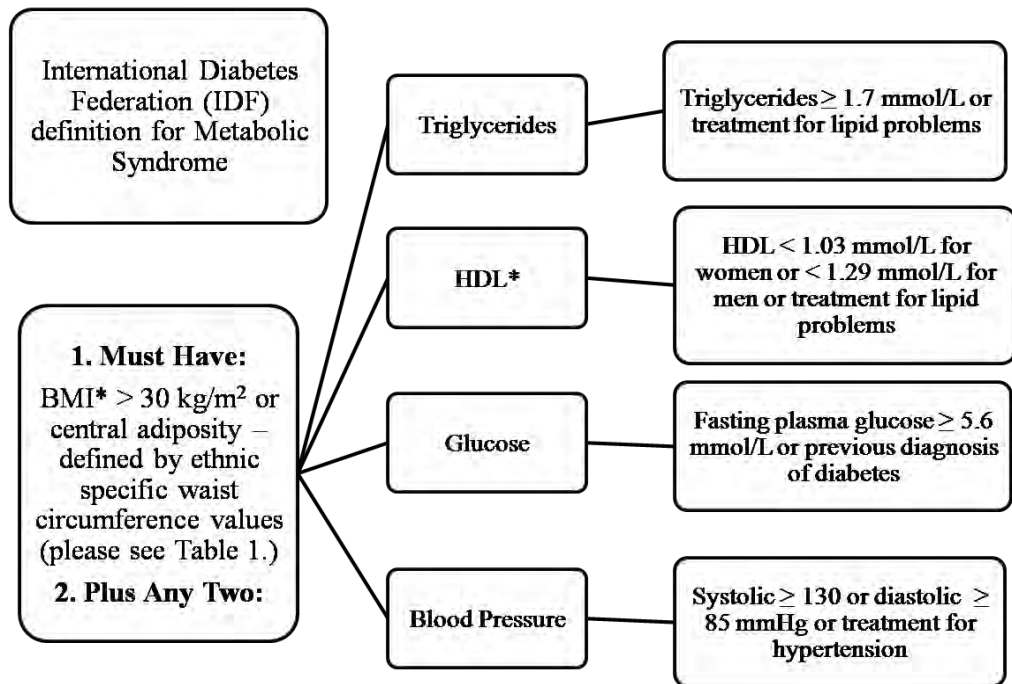 International Diabetes
Federation (IDF)
definition for Metabolic
Syndrome
1. Must Have:
BMI* > 30 kg/m² or
central adiposity –
defined by ethnic
specific waist
circumference values
(please see Table 1.)
2. Plus Any Two:
Triglycerides
Triglycerides ≥ 1.7 mmol/L or
treatment for lipid problems
HDL*
HDL < 1.03 mmol/L for
women or < 1.29 mmol/L for
men or treatment for lipid
problems
Glucose
Fasting plasma glucose ≥ 5.6
mmol/L or previous diagnosis
of diabetes
Blood Pressure
Systolic ≥ 130 or diastolic ≥
85 mmHg or treatment for
hypertension